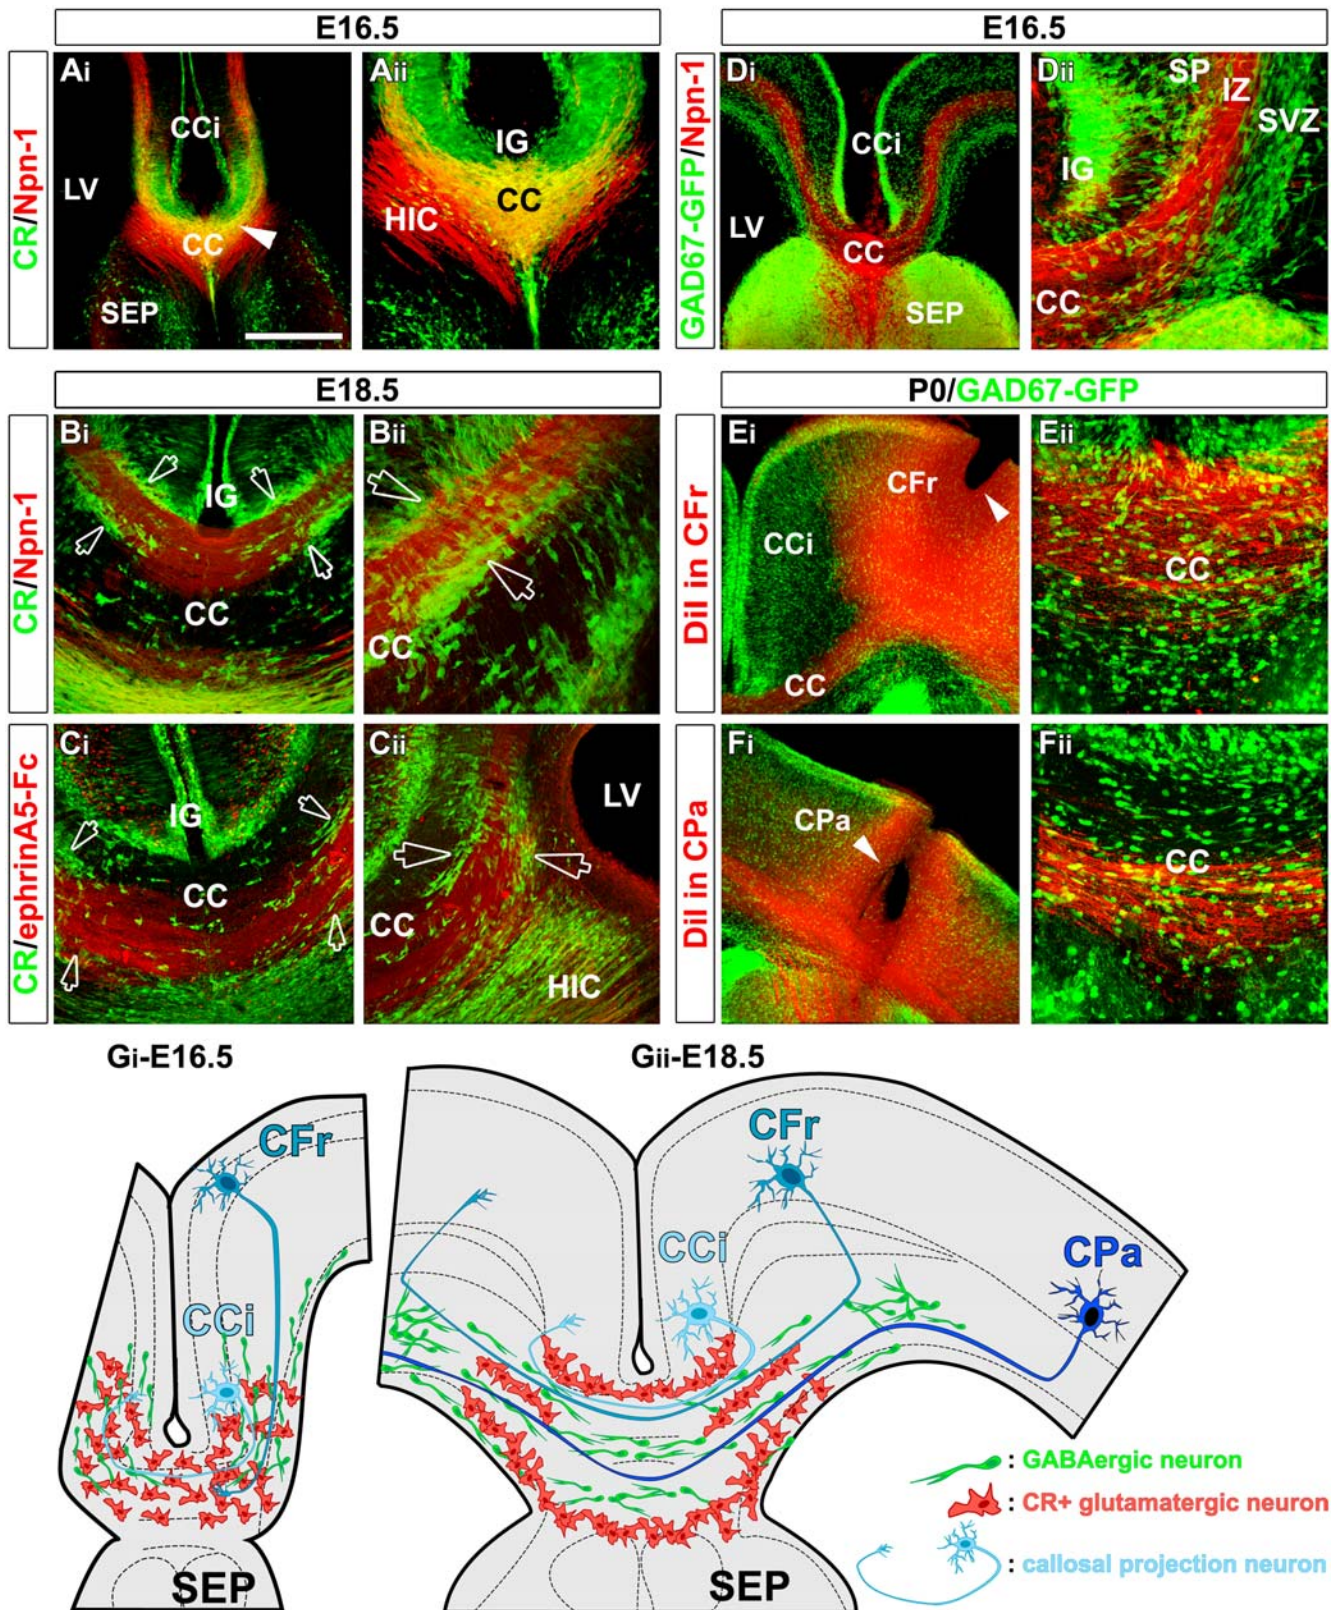 E16.5
E16.5
CR/Npn-1
Ai
CCi
LV
CC
SEP
Aii
IG
CC
HIC
GAD67-GFP/Npn-1
Di
CCi
LV
CC
SEP
Dii
SP
IZ
SVZ
IG
CC
E18.5
P0/GAD67-GFP
CR/Npn-1
Bi
IG
CC
Bii
CC
DiI in CFr
Ei
CFr
CCi
CC
Eii
CC
CR/ephrinA5-Fc
Ci
IG
CC
Cii
LV
CC
HIC
DiI in CPa
Fi
CPa
Fii
CC
Gi-E16.5
Gii-E18.5
CFr
CCi
SEP
CFr
CCi
CPa
SEP
: GABAergic neuron
: CR+ glutamatergic neuron
: callosal projection neuron